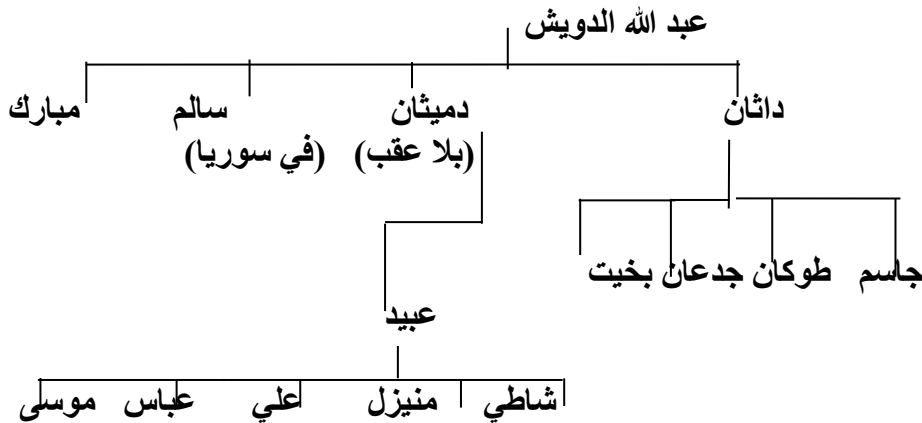 عبد الله الدويش
داثان دميثان سالم مبارك
(بلا عقب) (في سوريا)
جاسم طوكان جدعان بخيت
عبيد
شاطي منيزل علي عباس موسى